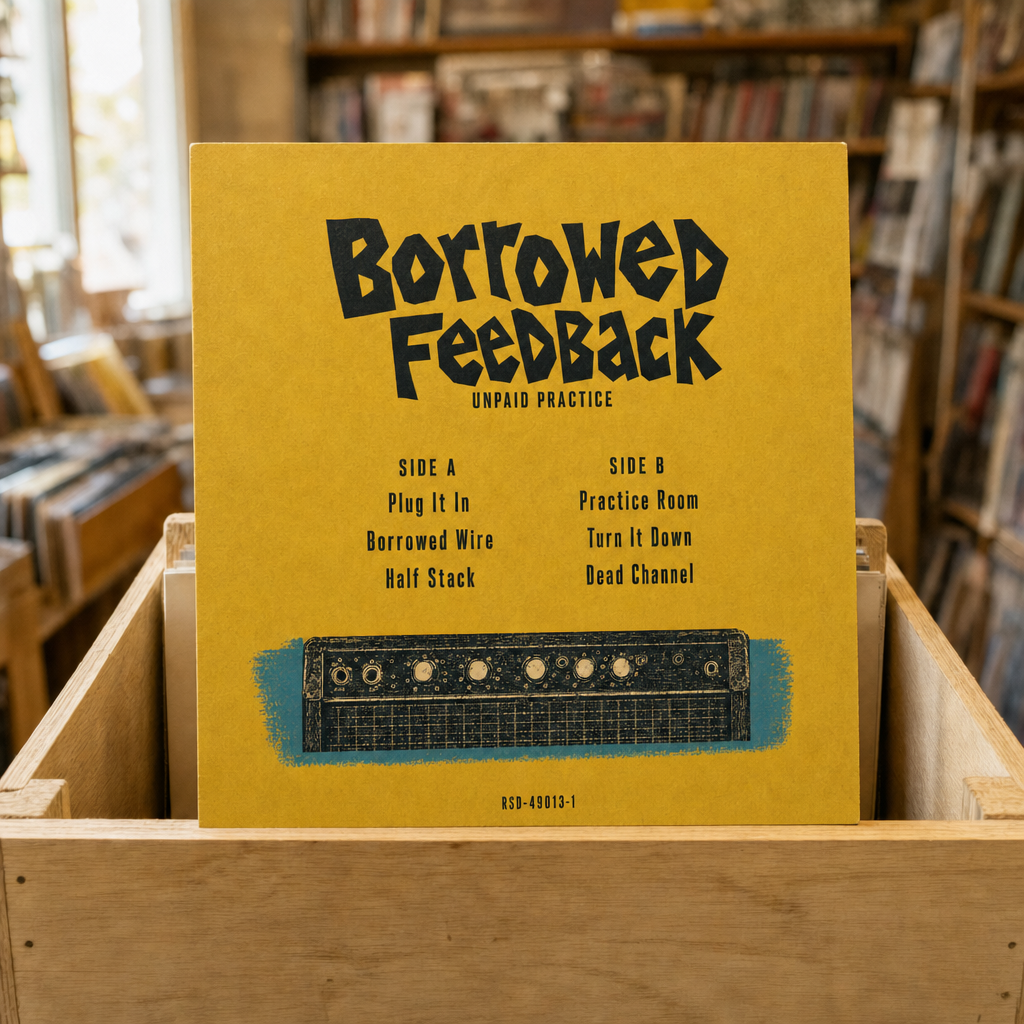 Borrowed
Feedback
UNPAID PRACTICE
SIDE A
Plug It In
Borrowed Wire
Half Stack
SIDE B
Practice Room
Turn It Down
Dead Channel
RSD-49013-1